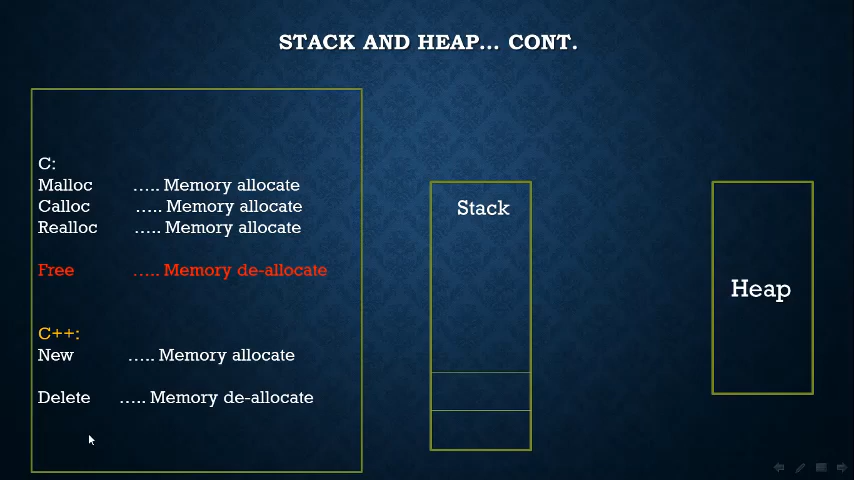 STACK AND HEAP... CONT.
C:
Malloc ..... Memory allocate
Calloc ..... Memory allocate
Realloc ..... Memory allocate
Free ..... Memory de-allocate
C++:
New ..... Memory allocate
Delete ..... Memory de-allocate
Stack
Heap